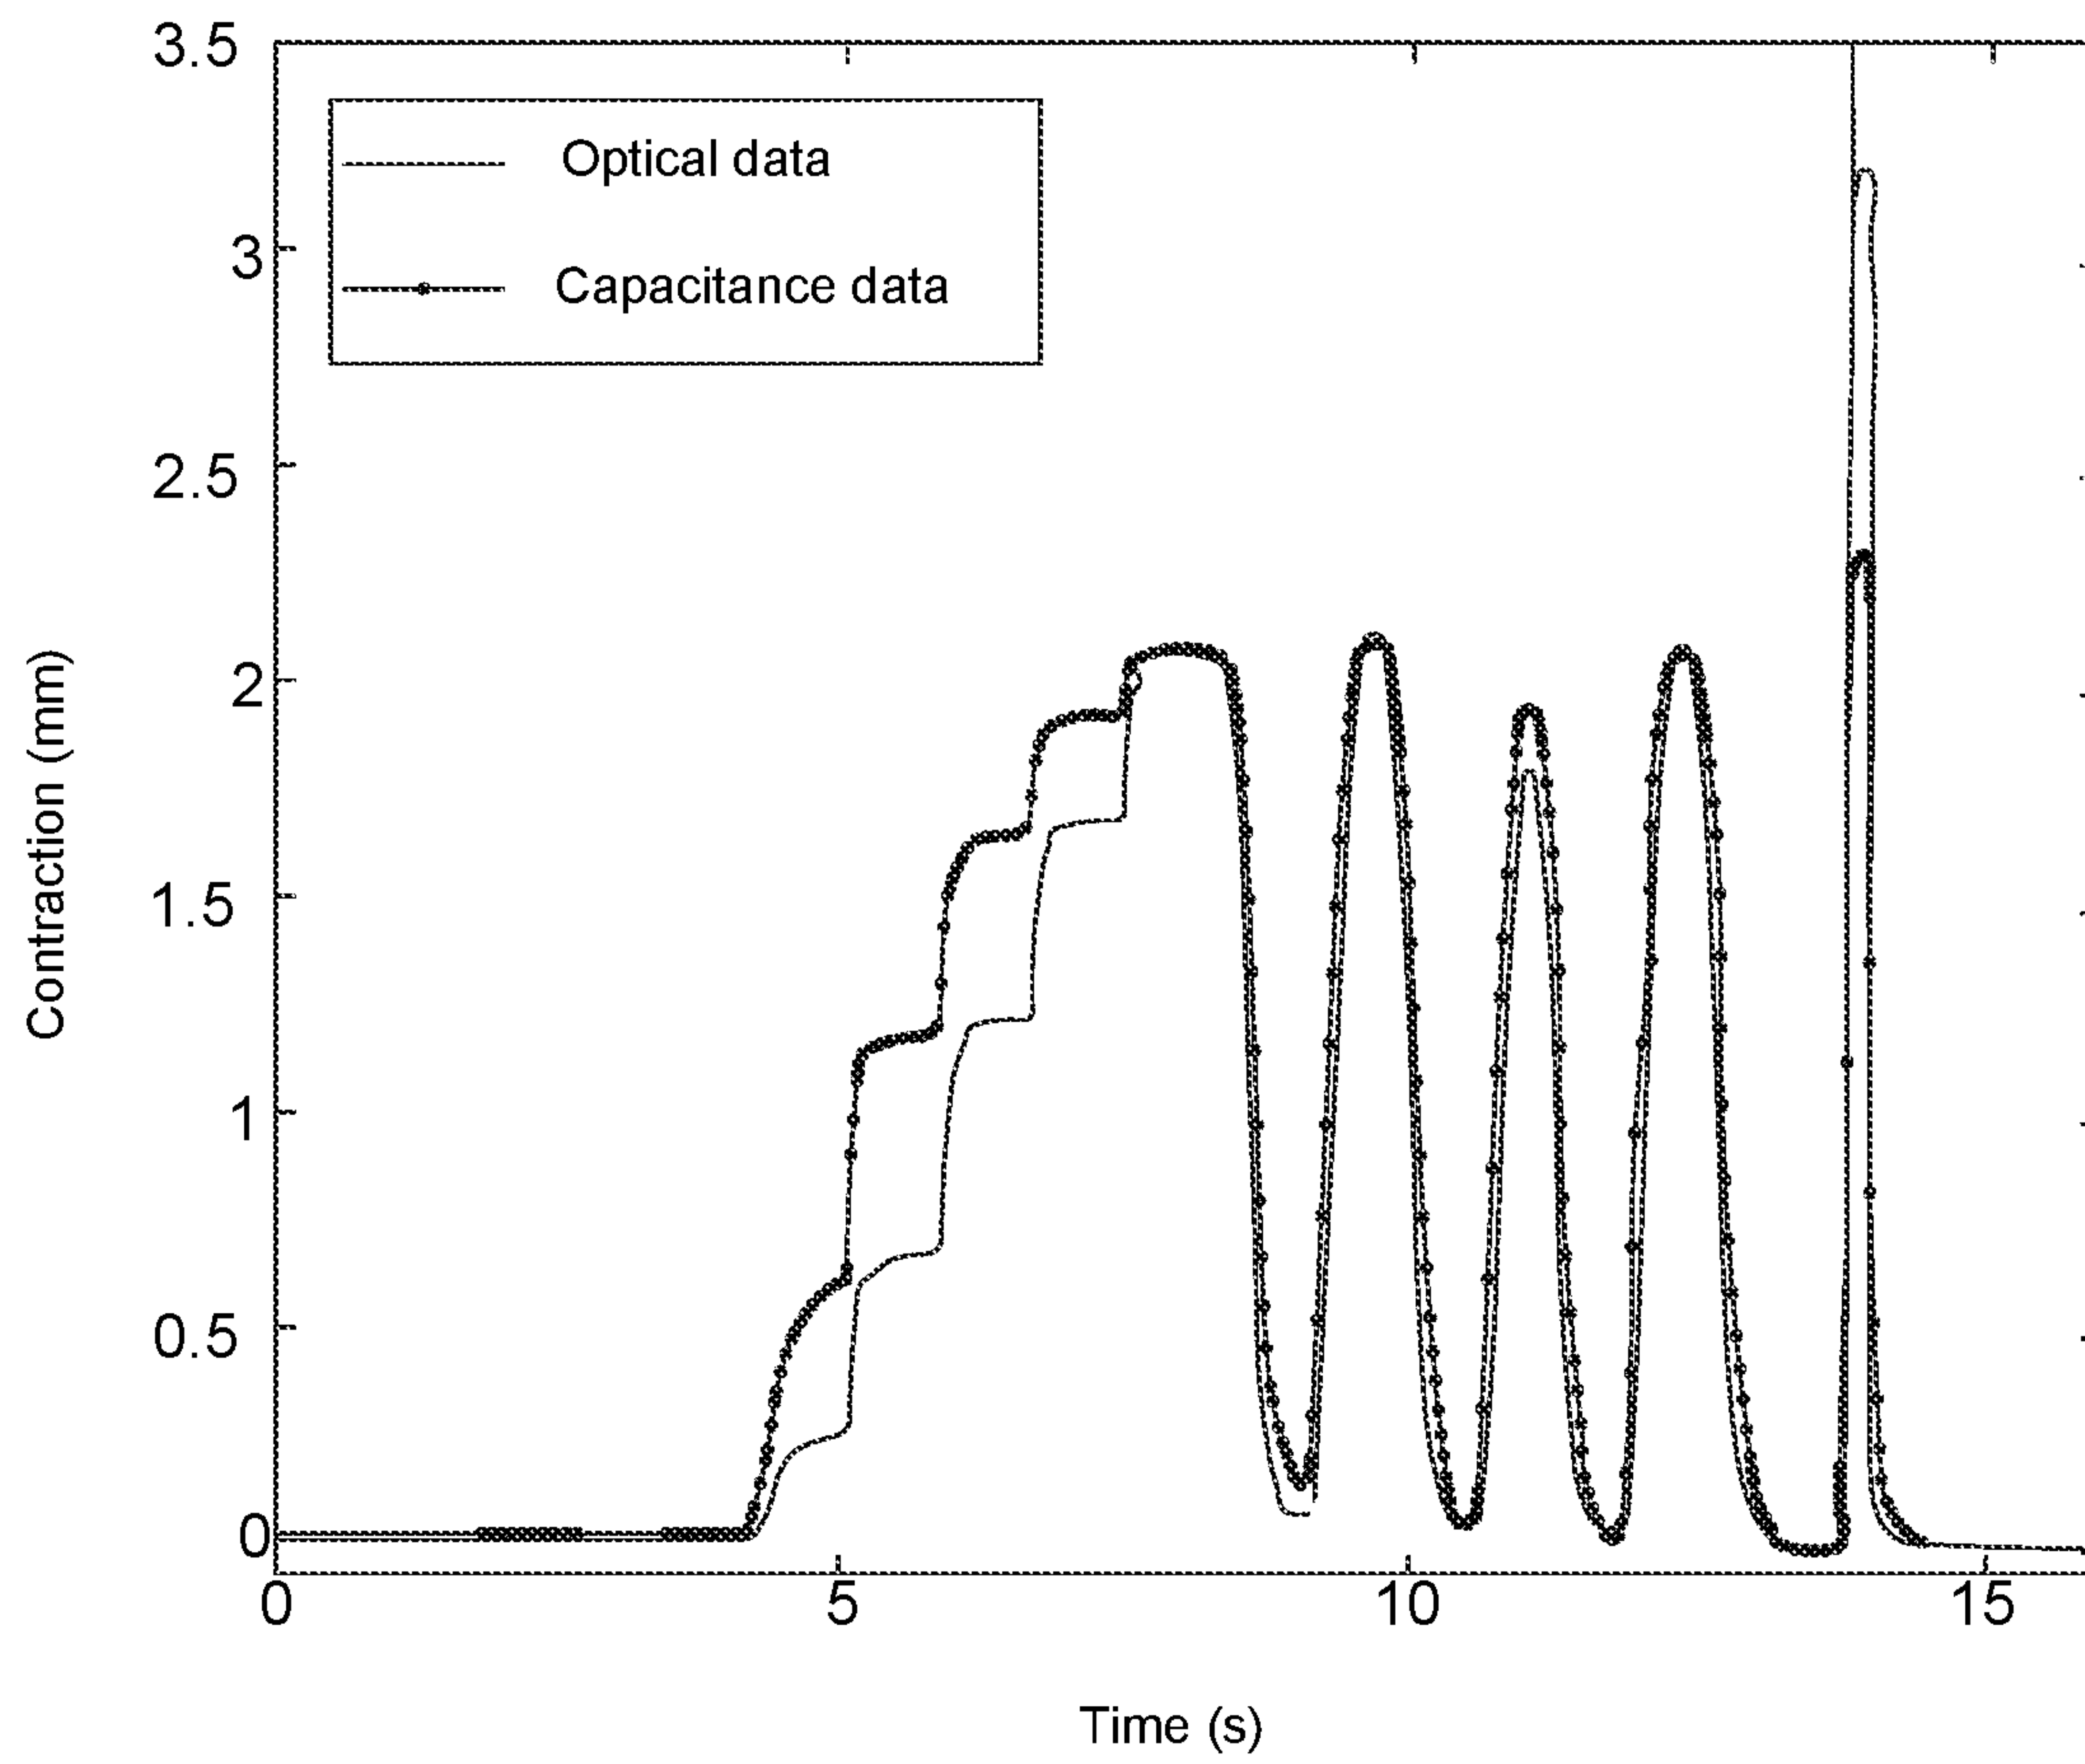 3.5
Optical data
3
Capacitance data
2.5
2
Contraction (mm)
1.5
1
0.5
0
0 5 10 15
Time (s)